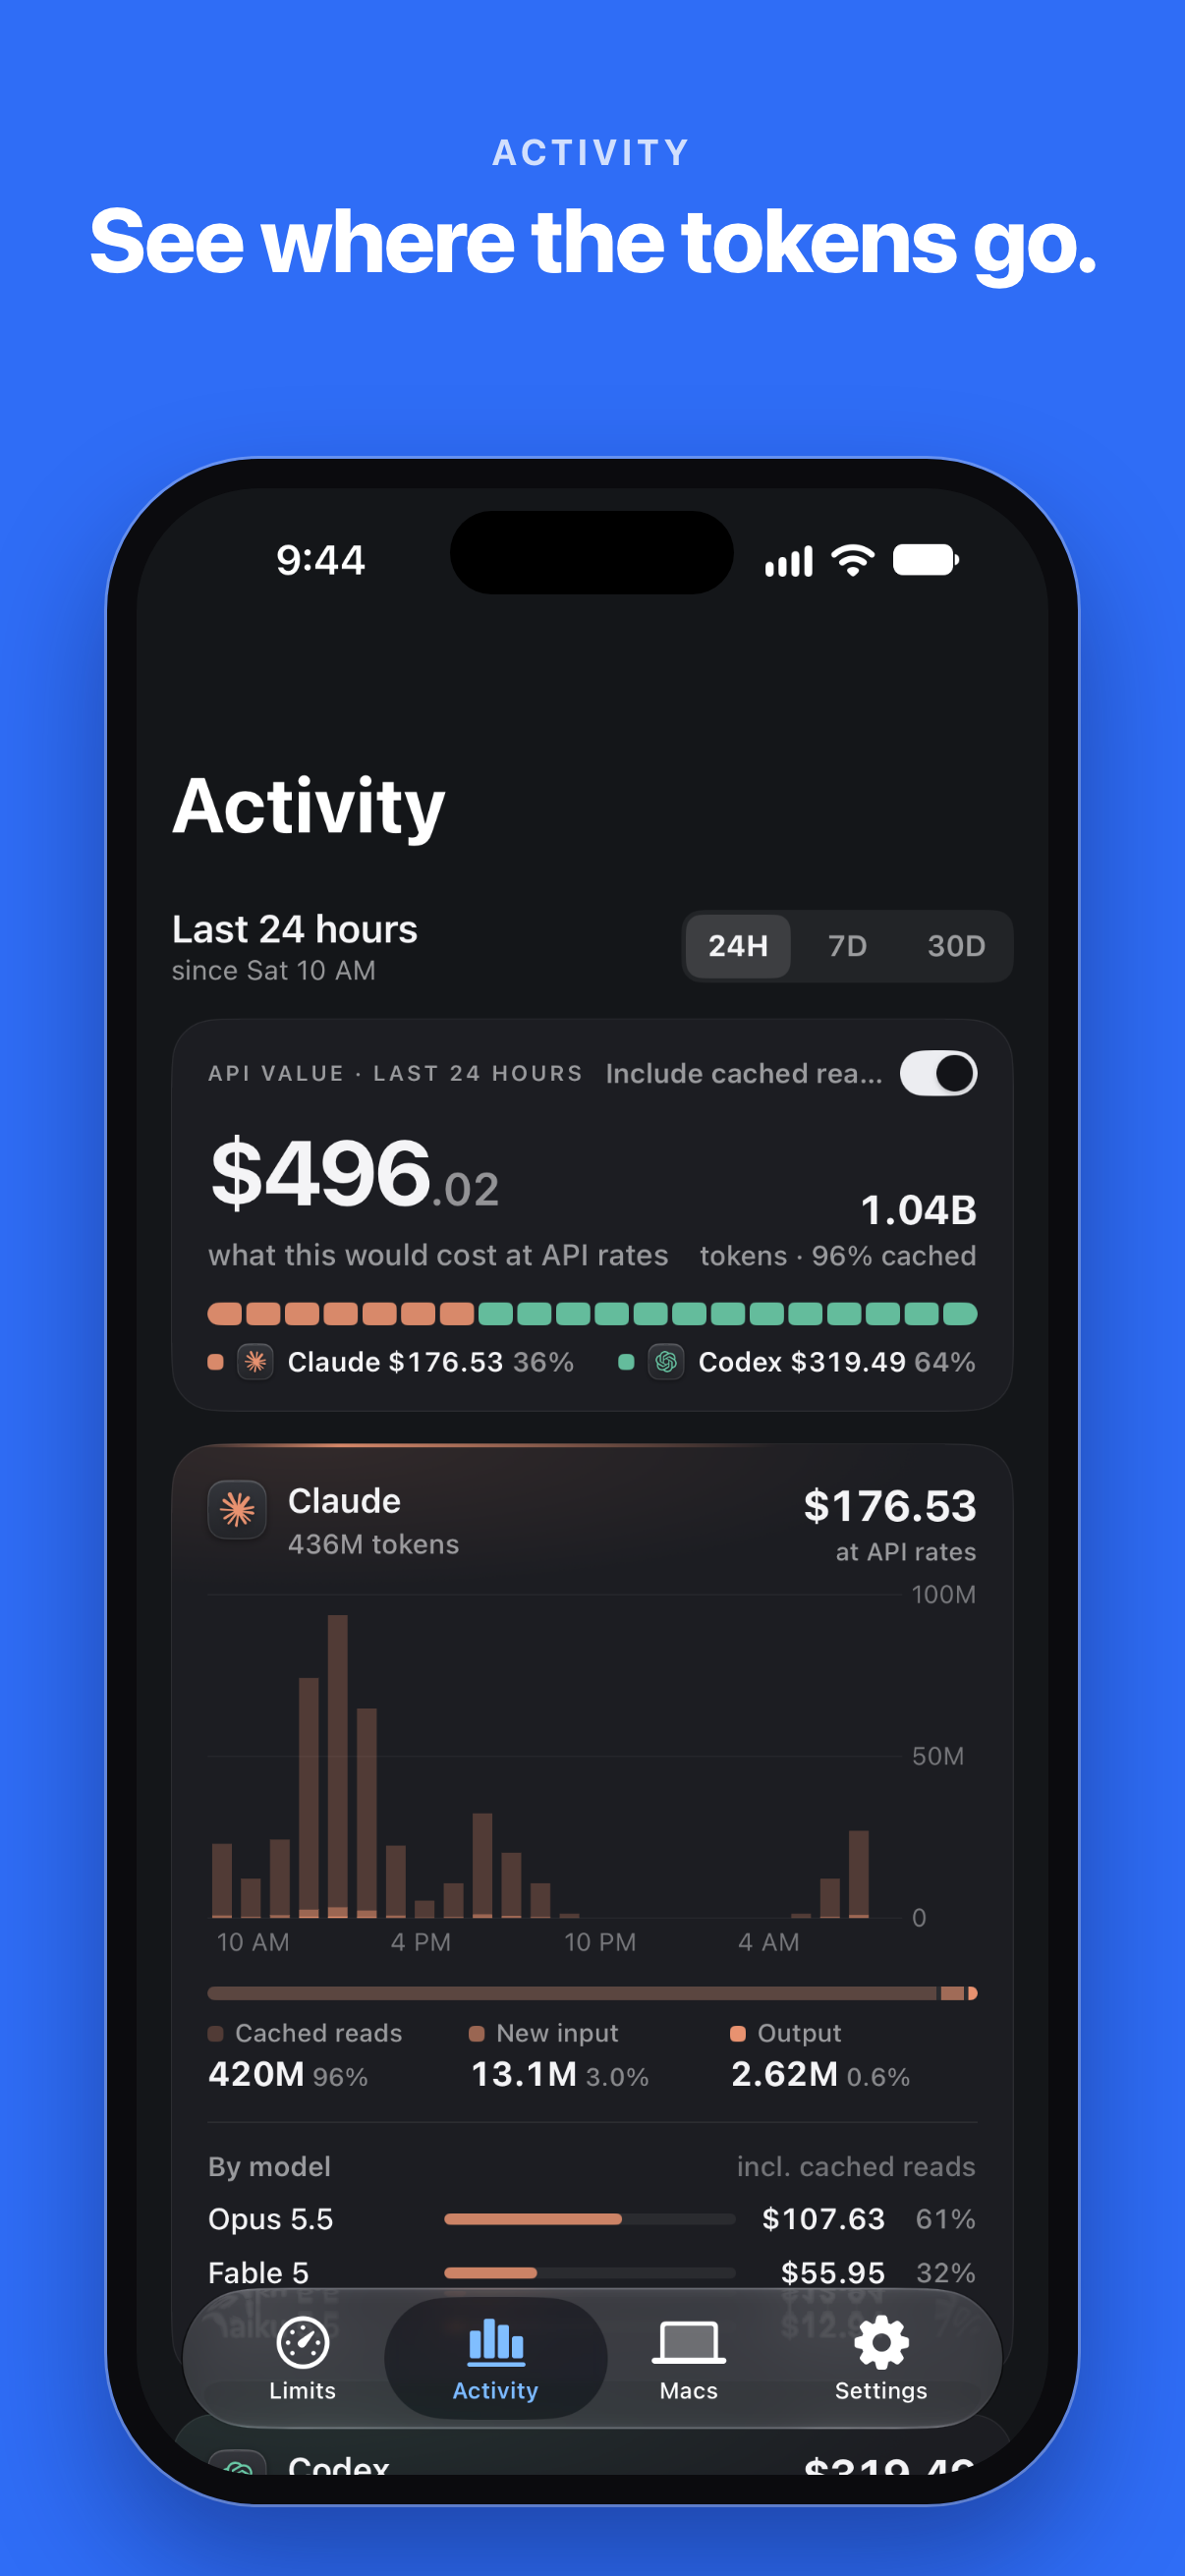 ACTIVITY
See where the tokens go.
9:44
Activity
Last 24 hours
since Sat 10 AM
24H 7D 30D
API VALUE · LAST 24 HOURS Include cached rea...
$496.02
1.04B
what this would cost at API rates tokens · 96% cached
Claude $176.53 36% Codex $319.49 64%
Claude $176.53
436M tokens at API rates
100M
50M
0
10 AM 4 PM 10 PM 4 AM
Cached reads New input Output
420M 96% 13.1M 3.0% 2.62M 0.6%
By model incl. cached reads
Opus 5.5 $107.63 61%
Fable 5 $55.95 32%
Limits Activity Macs Settings
Codex $319.49